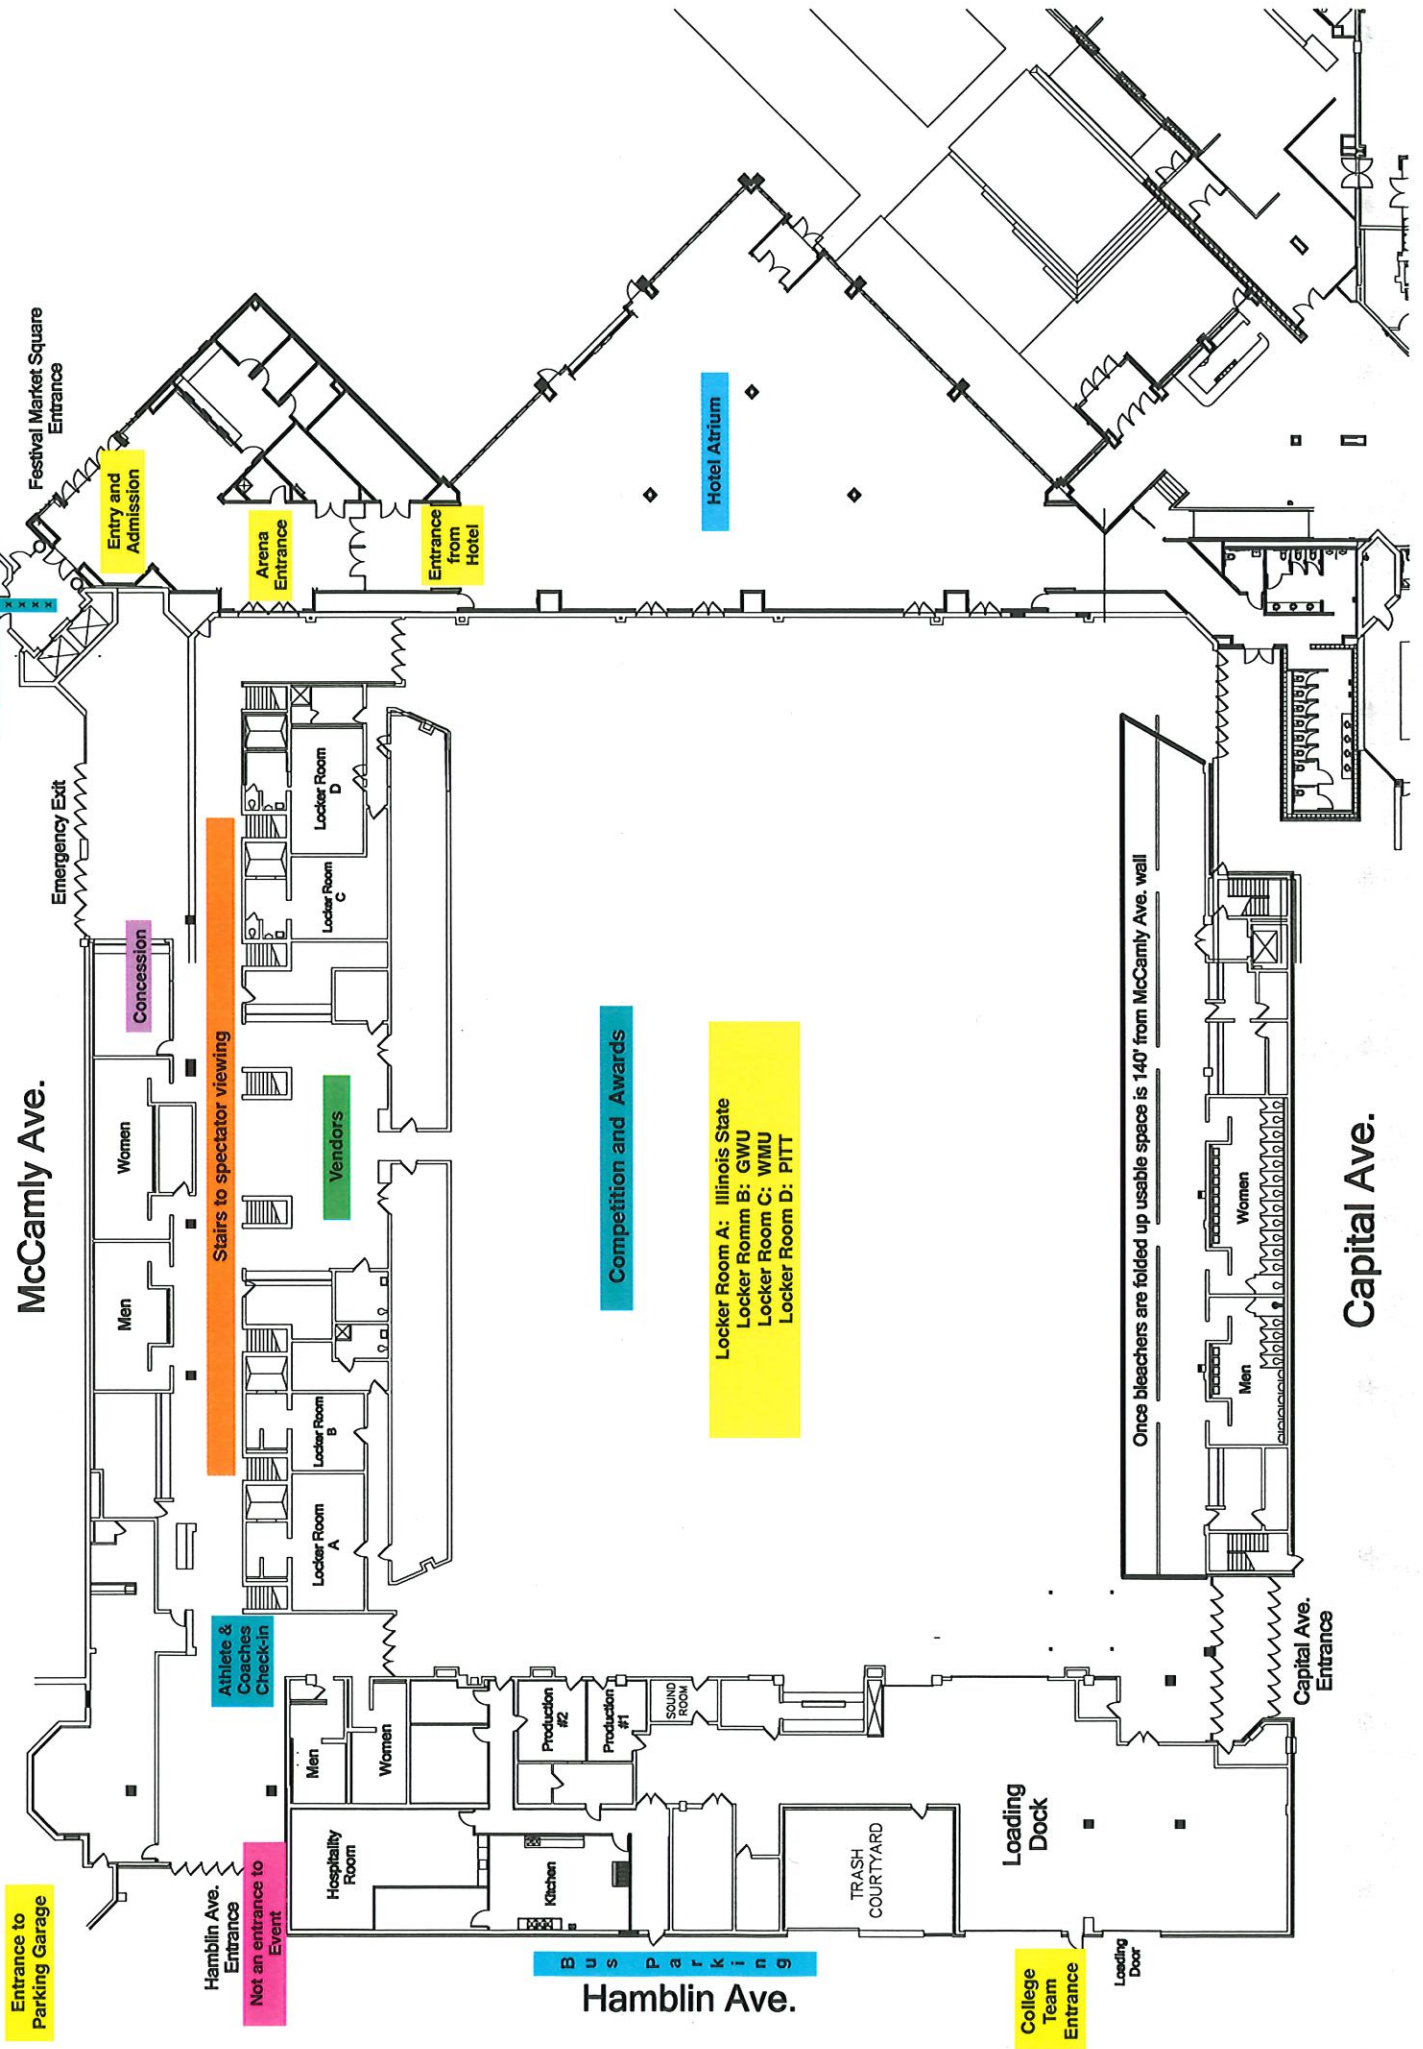 McCamly Ave.
Entrance to
Parking Garage
Hamblin Ave.
Entrance
Not an entrance to
Event
Athlete &
Coaches
Check-in
Men
Women
Concession
Emergency Exit
Festival Market Square
Entrance
Entry and
Admission
Arena
Entrance
Entrance
from
Hotel
Hotel Atrium
x x x x
Stairs to spectator viewing
Locker Room
A
Locker Room
B
Vendors
Locker Room
C
Locker Room
D
Hospitality
Room
Men
Women
Kitchen
Production
#2
Production
#1
SOUND
ROOM
Competition and Awards
Locker Room A: Illinois State
Locker Romm B: GWU
Locker Room C: WMU
Locker Room D: PITT
Bus Parking
Hamblin Ave.
TRASH
COURTYARD
Loading
Dock
College
Team
Entrance
Loading
Door
Once bleachers are folded up usable space is 140' from McCamly Ave. wall
Men
Women
Capital Ave.
Entrance
Capital Ave.